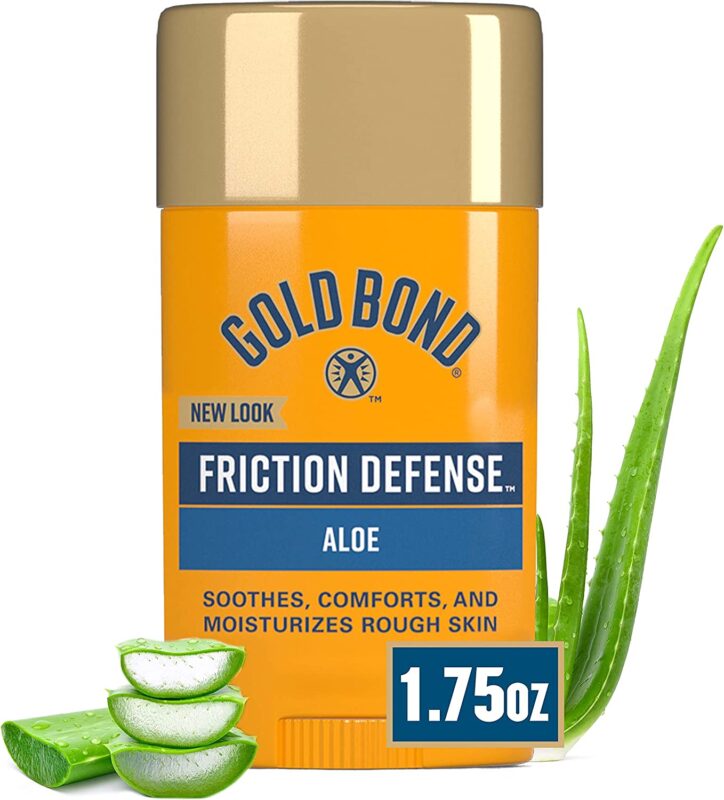 GOLD BOND®
™
NEW LOOK
FRICTION DEFENSE™
ALOE
SOOTHES, COMFORTS, AND
MOISTURIZES ROUGH SKIN
1.75oz